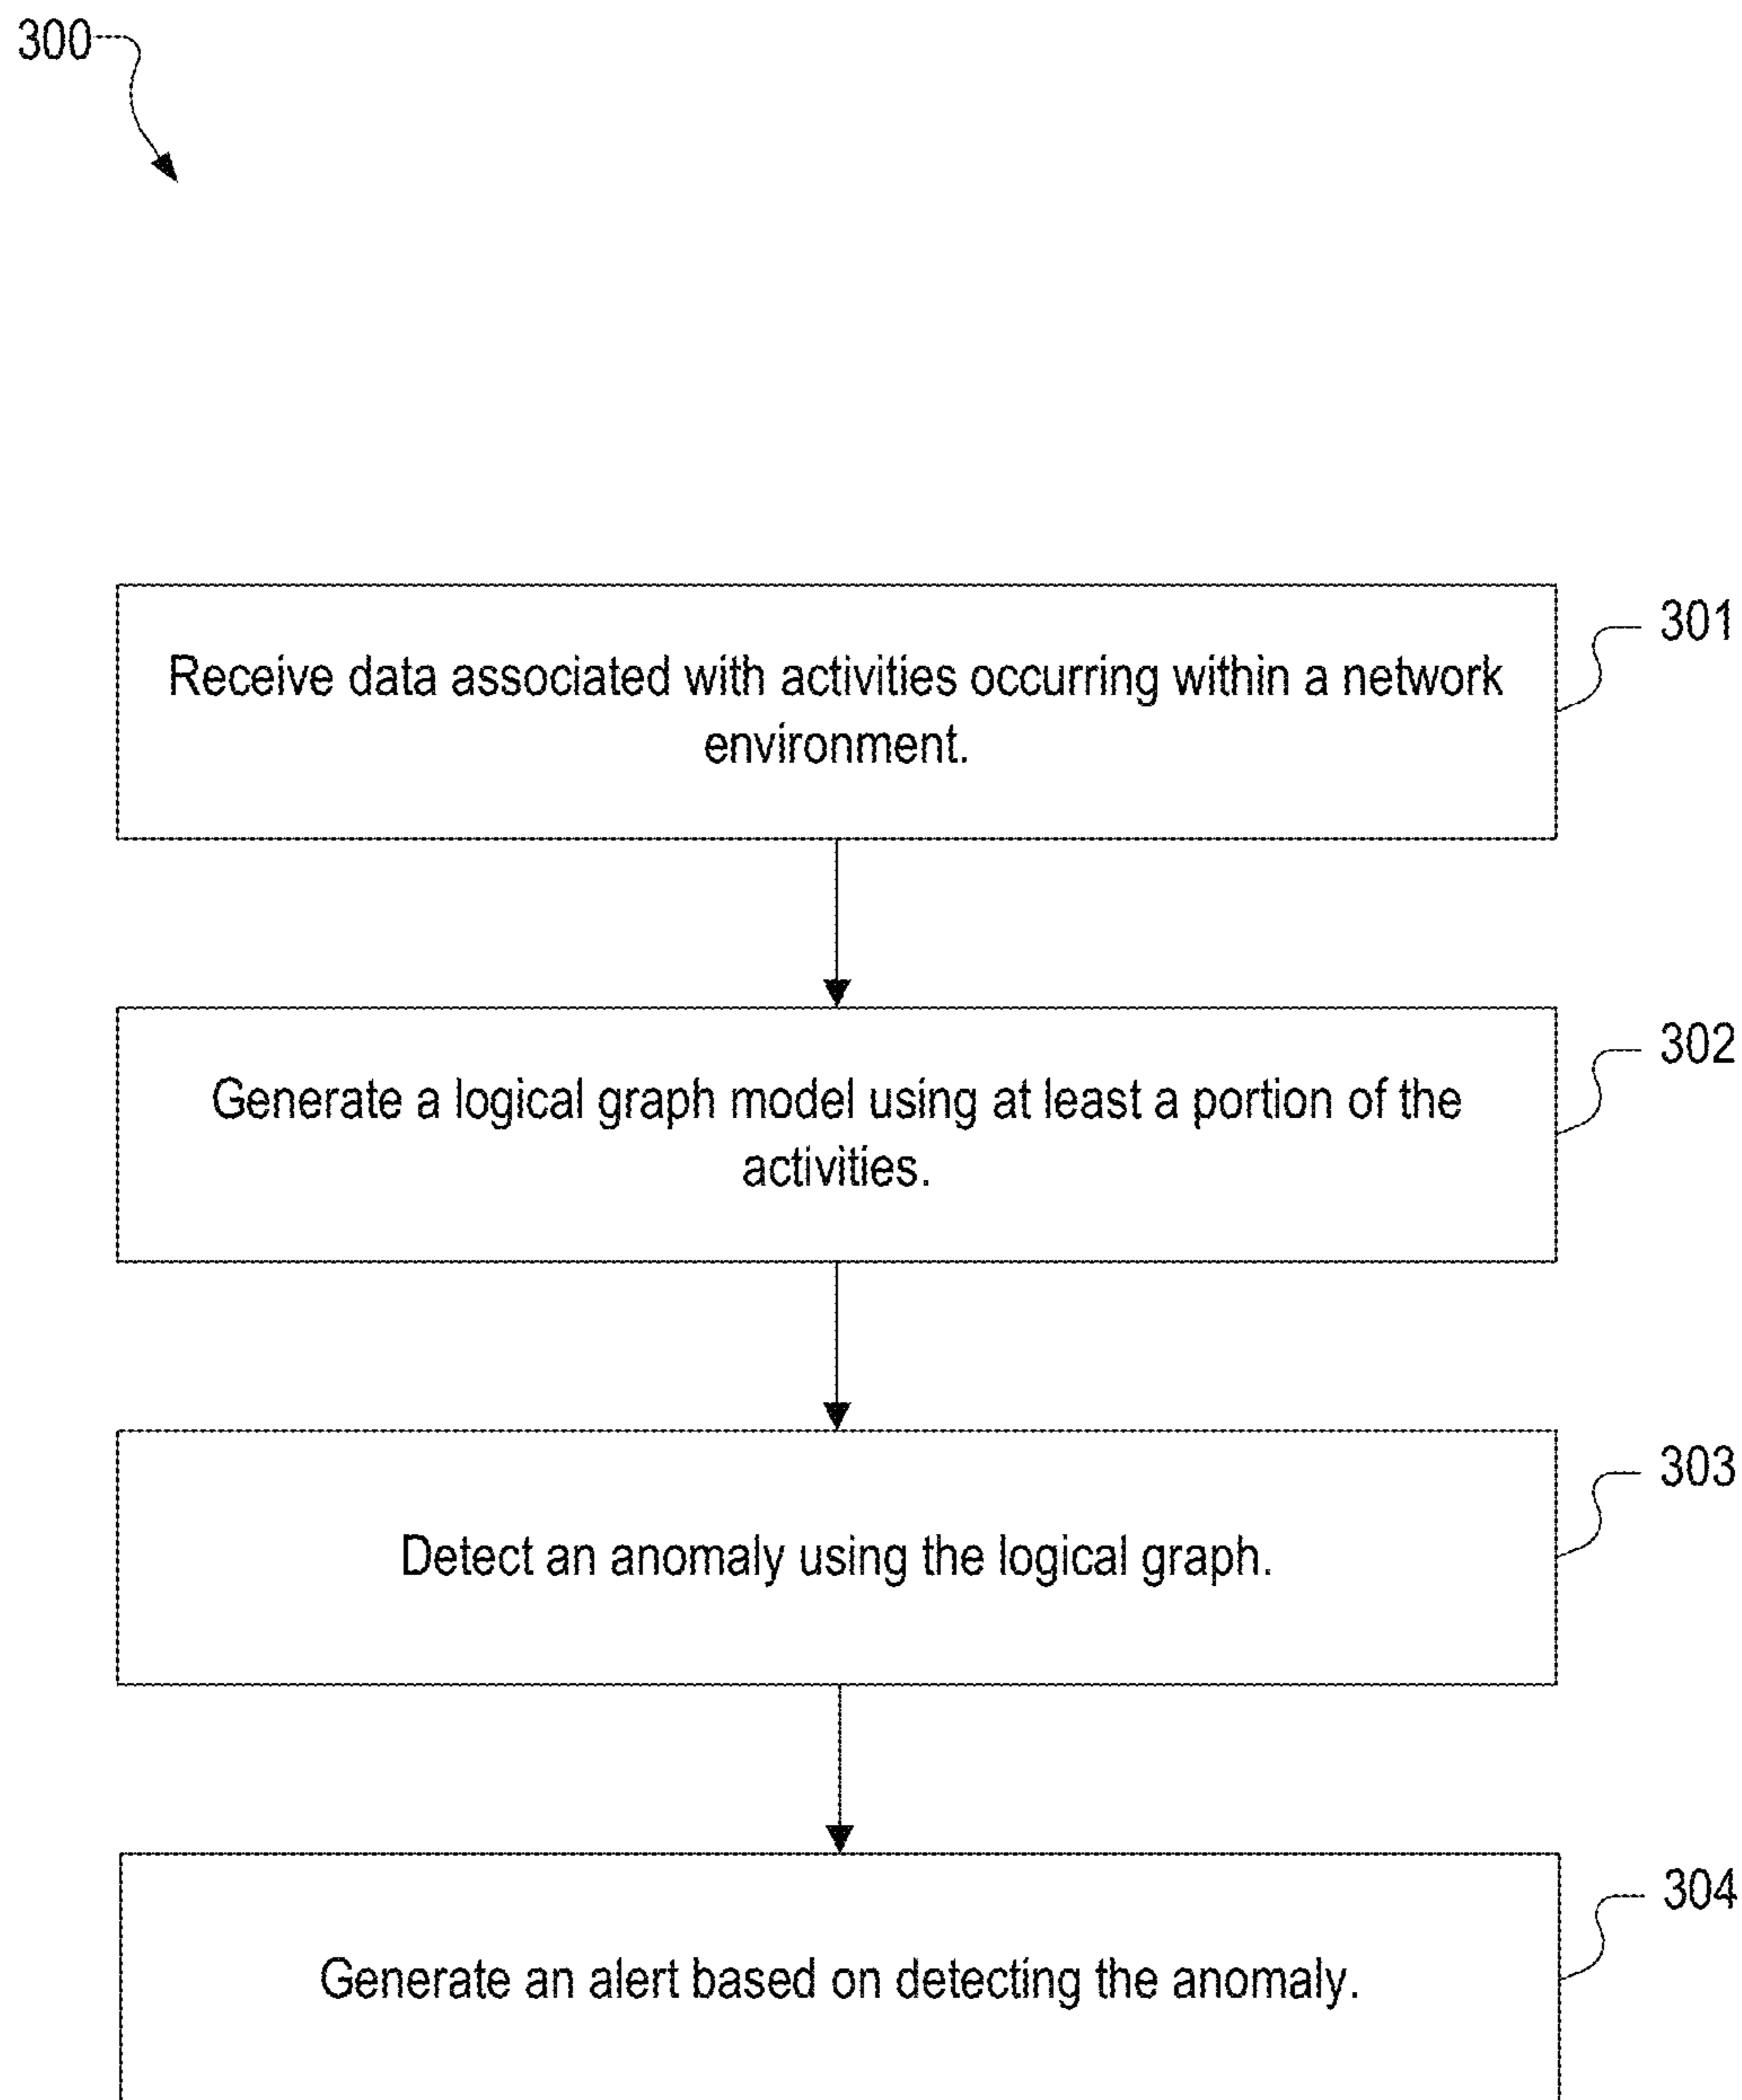 300
Receive data associated with activities occurring within a network
environment.
301
Generate a logical graph model using at least a portion of the
activities.
302
Detect an anomaly using the logical graph.
303
Generate an alert based on detecting the anomaly.
304